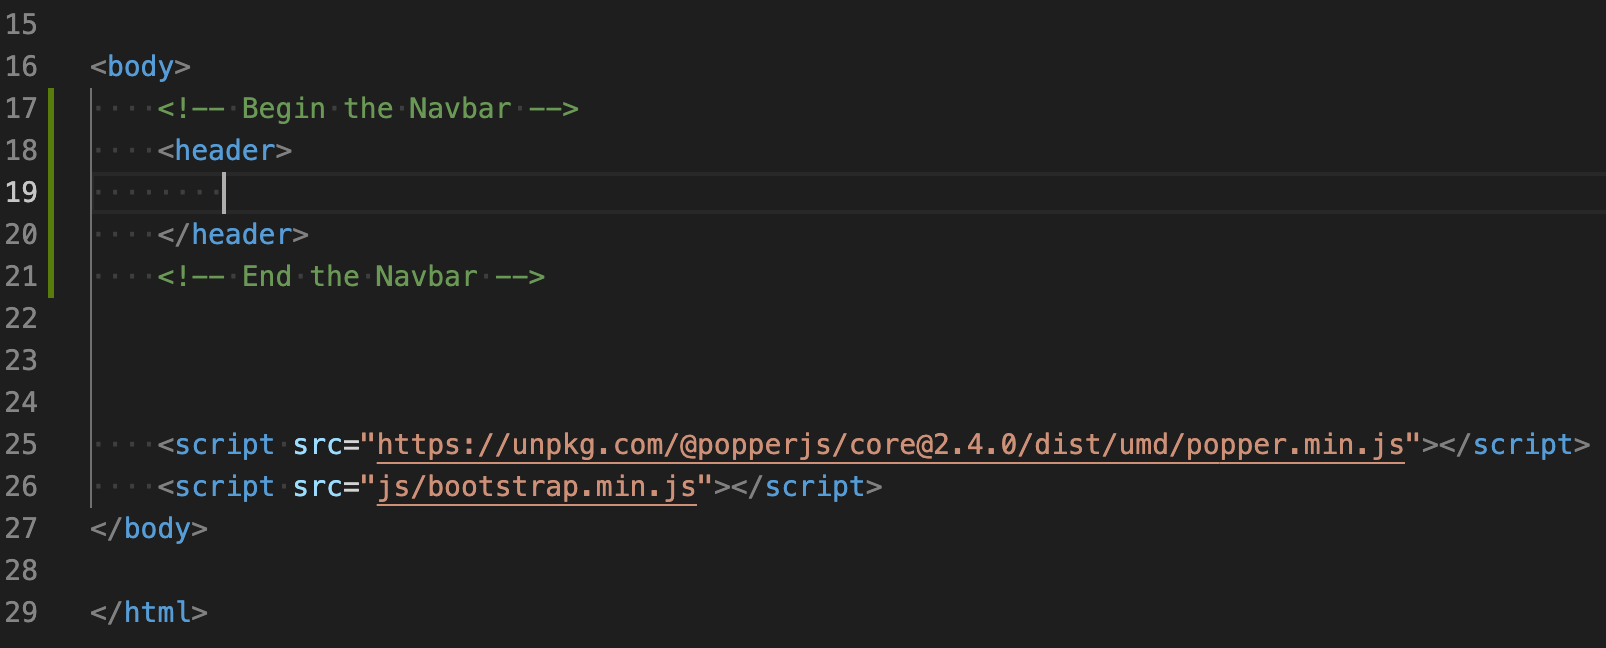 15
16 <body>
17 <!-- Begin the Navbar -->
18 <header>
19
20 </header>
21 <!-- End the Navbar -->
22
23
24
25 <script src="https://unpkg.com/@popperjs/core@2.4.0/dist/umd/popper.min.js"></script>
26 <script src="js/bootstrap.min.js"></script>
27 </body>
28
29 </html>